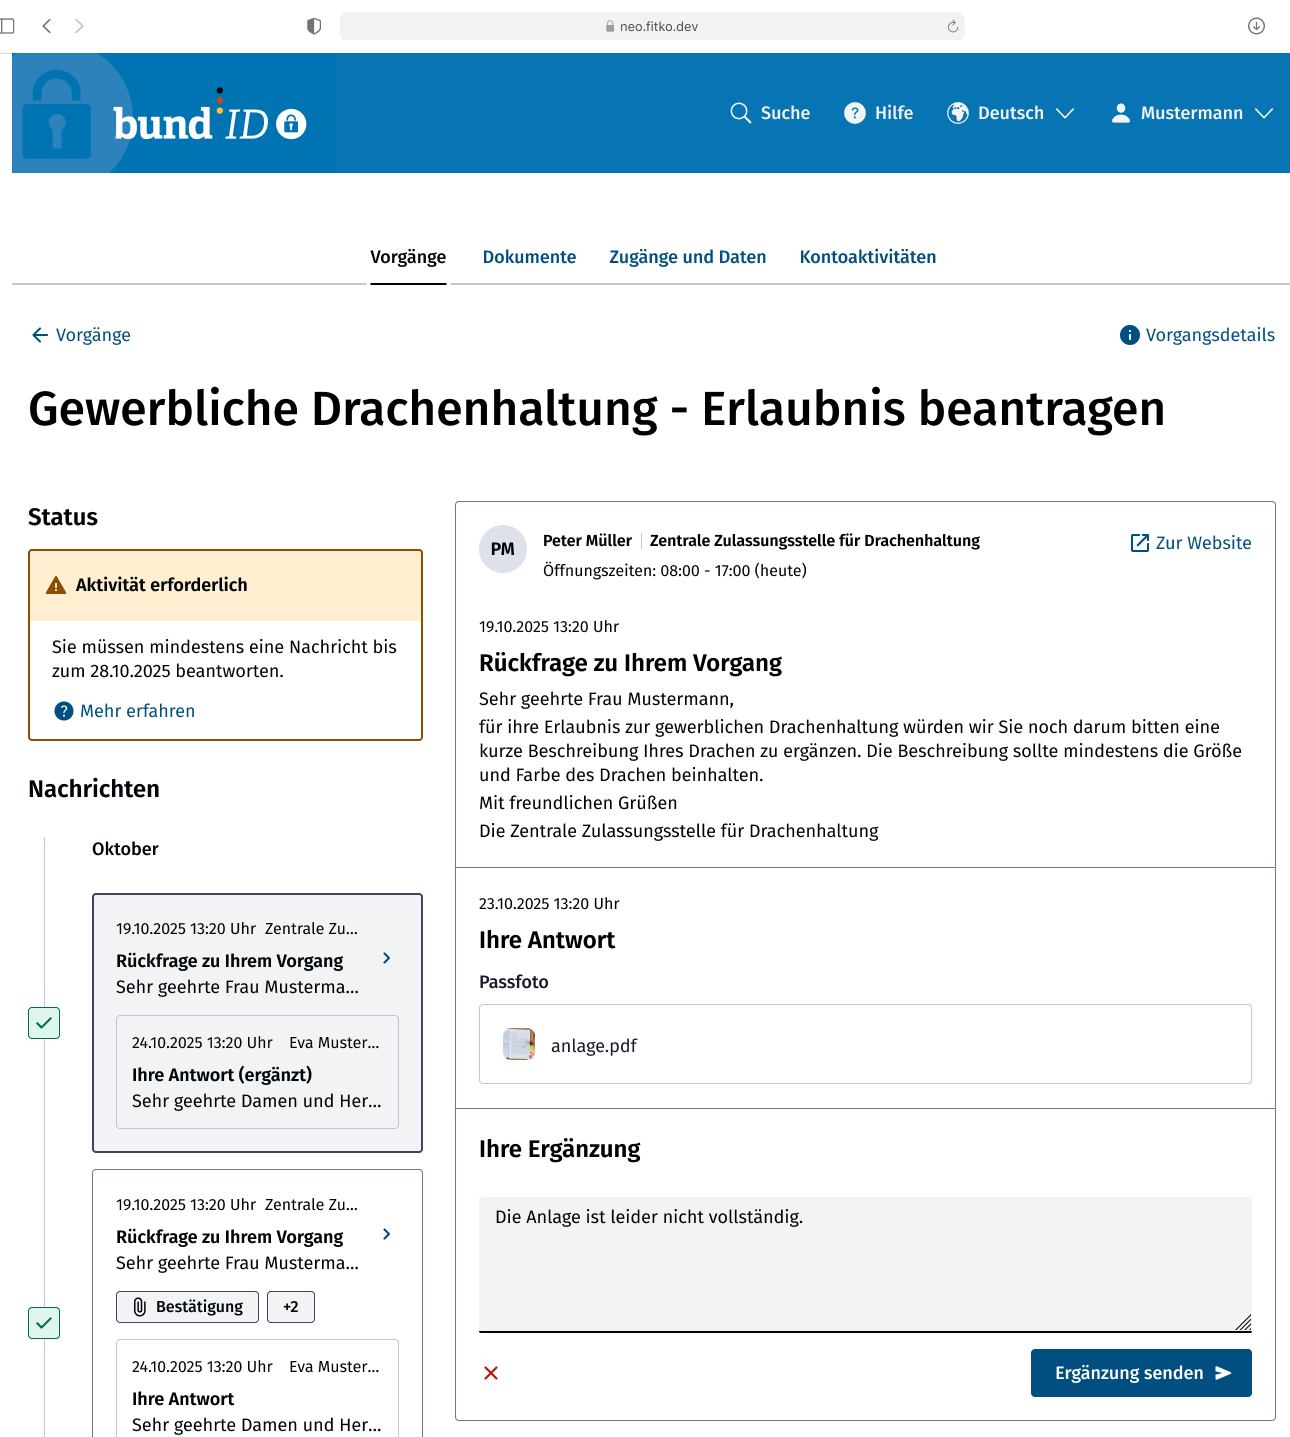 neo.fitko.dev
bundID
Suche
Hilfe
Deutsch
Mustermann
Vorgänge
Dokumente
Zugänge und Daten
Kontoaktivitäten
Vorgänge
Vorgangsdetails
Gewerbliche Drachenhaltung - Erlaubnis beantragen
Status
Aktivität erforderlich
Sie müssen mindestens eine Nachricht bis
zum 28.10.2025 beantworten.
Mehr erfahren
Nachrichten
Oktober
19.10.2025 13:20 Uhr Zentrale Zu...
Rückfrage zu Ihrem Vorgang
Sehr geehrte Frau Musterma...
24.10.2025 13:20 Uhr Eva Muster...
Ihre Antwort (ergänzt)
Sehr geehrte Damen und Her...
19.10.2025 13:20 Uhr Zentrale Zu...
Rückfrage zu Ihrem Vorgang
Sehr geehrte Frau Musterma...
Bestätigung
+2
24.10.2025 13:20 Uhr Eva Muster...
Ihre Antwort
Sehr geehrte Damen und Her...
PM
Peter Müller | Zentrale Zulassungsstelle für Drachenhaltung
Öffnungszeiten: 08:00 - 17:00 (heute)
Zur Website
19.10.2025 13:20 Uhr
Rückfrage zu Ihrem Vorgang
Sehr geehrte Frau Mustermann,
für ihre Erlaubnis zur gewerblichen Drachenhaltung würden wir Sie noch darum bitten eine
kurze Beschreibung Ihres Drachen zu ergänzen. Die Beschreibung sollte mindestens die Größe
und Farbe des Drachen beinhalten.
Mit freundlichen Grüßen
Die Zentrale Zulassungsstelle für Drachenhaltung
23.10.2025 13:20 Uhr
Ihre Antwort
Passfoto
anlage.pdf
Ihre Ergänzung
Die Anlage ist leider nicht vollständig.
Ergänzung senden